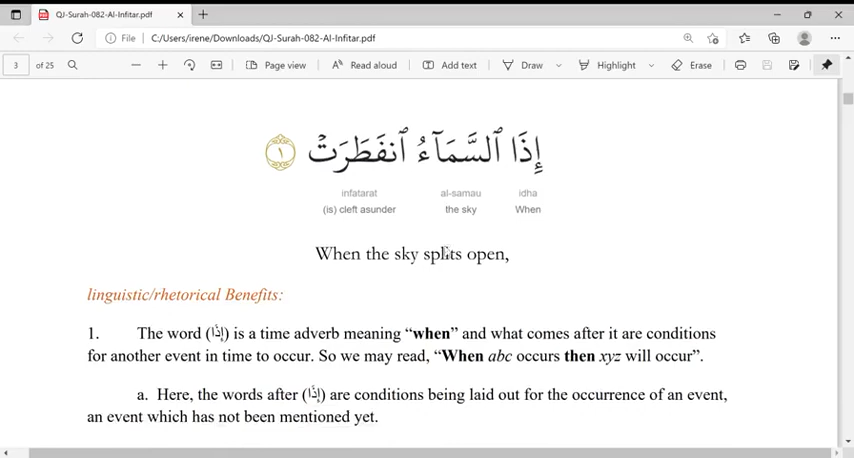 QJ-Surah-082-Al-Infitar.pdf
File C:/Users/irene/Downloads/QJ-Surah-082-Al-Infitar.pdf
3 of 25 Page view Read aloud Add text Draw Highlight Erase
إِذَا ٱلسَّمَآءُ ٱنفَطَرَتْ ١
infatarat al-samau idha
(is) cleft asunder the sky When
When the sky splits open,
linguistic/rhetorical Benefits:
1. The word (إِذَا) is a time adverb meaning “when” and what comes after it are conditions
for another event in time to occur. So we may read, “When abc occurs then xyz will occur”.
a. Here, the words after (إِذَا) are conditions being laid out for the occurrence of an event,
an event which has not been mentioned yet.